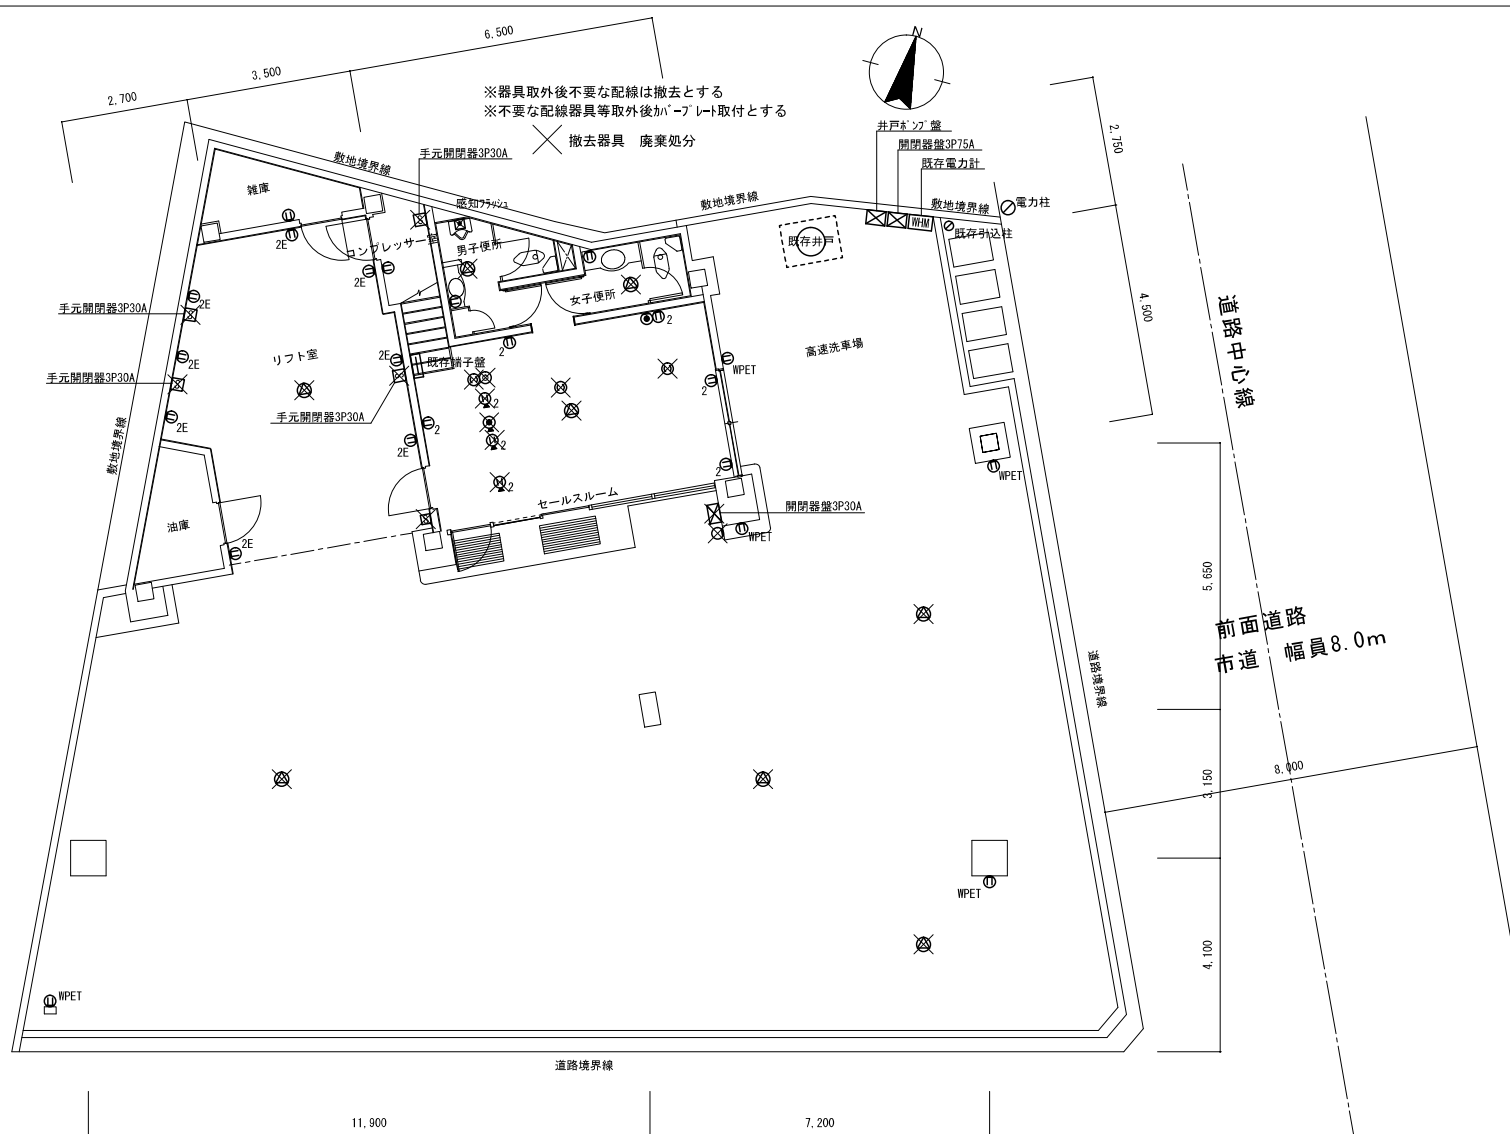 6,500
3,500
2,700
※器具取外後不要な配線は撤去とする
※不要な配線器具等取外後ｶﾊﾞｰﾌﾟﾚｰﾄ取付とする
撤去器具　廃棄処分
N
井戸ﾎﾟﾝﾌﾟ盤
開閉器盤3P75A
既存電力計
2,750
手元開閉器3P30A
敷地境界線
雑庫
感知フラッシュ
敷地境界線
敷地境界線
電力柱
WHM
既存引込柱
2E
コンプレッサー室
男子便所
既存井戸
2E
女子便所
手元開閉器3P30A
2E
2
4,500
道路中心線
リフト室
2E
2E
既存端子盤
2
高速洗車場
WPET
手元開閉器3P30A
2
手元開閉器3P30A
2
2E
2
2E
2
敷地境界線
2
WPET
2
セールスルーム
開閉器盤3P30A
油庫
2E
WPET
5,650
前面道路
市道　幅員8.0m
道路境界線
8,000
3,150
WPET
4,100
WPET
道路境界線
11,900
7,200